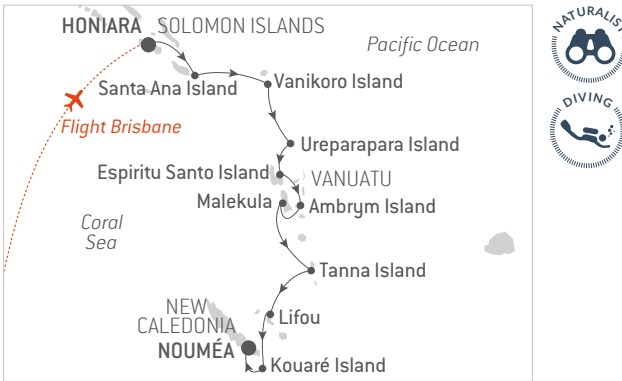 HONIARA SOLOMON ISLANDS
Pacific Ocean
Santa Ana Island
Vanikoro Island
Flight Brisbane
Ureparapara Island
Espiritu Santo Island
VANUATU
Malekula
Ambrym Island
Coral
Sea
Tanna Island
NEW
CALEDONIA
Lifou
NOUMÉA
Kouaré Island
NATURALIST
DIVING